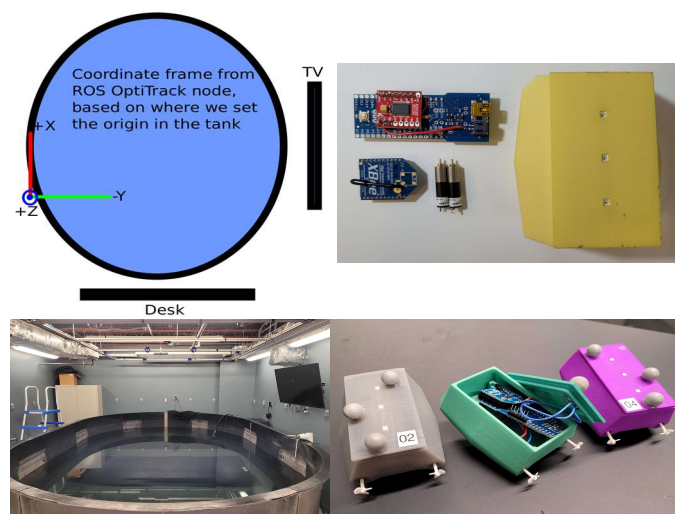 Coordinate frame from
ROS OptiTrack node,
based on where we set
the origin in the tank
TV
+X
-Y
+Z
Desk
XBee
02
04